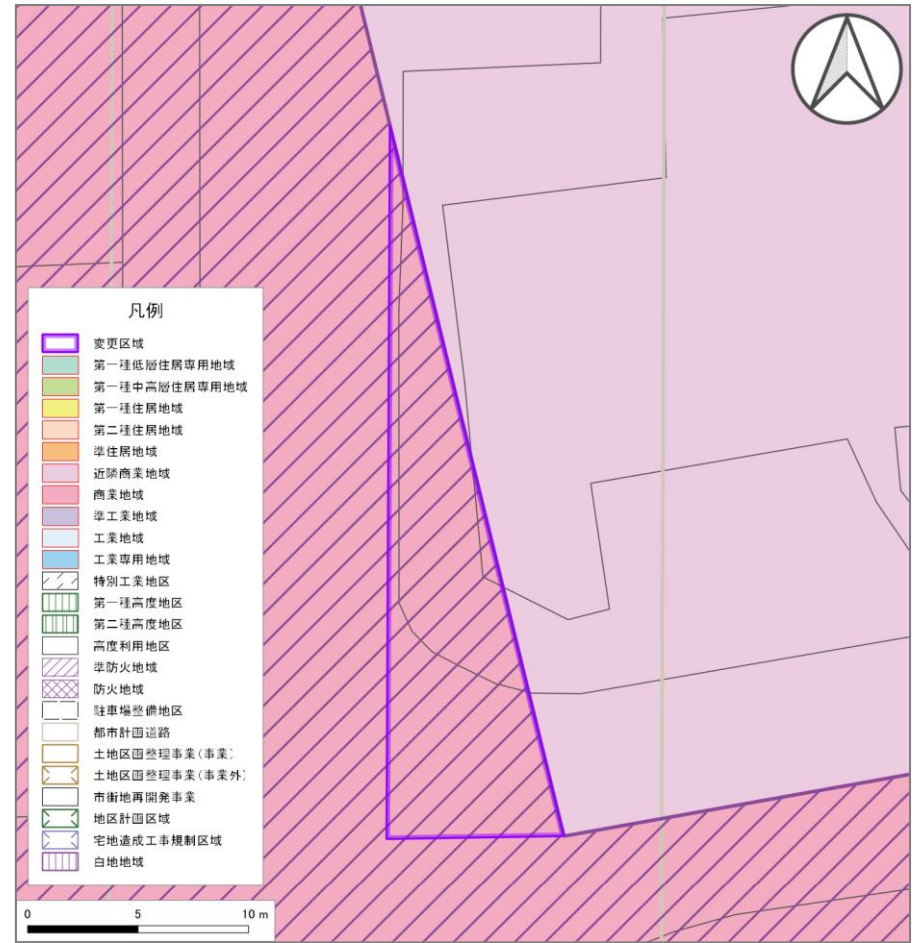 凡例
変更区域
第一種低層住居専用地域
第一種中高層住居専用地域
第一種住居地域
第二種住居地域
準住居地域
近隣商業地域
商業地域
準工業地域
工業地域
工業専用地域
特別工業地区
第一種高度地区
第二種高度地区
高度利用地区
準防火地域
防火地域
駐車場整備地区
都市計画道路
土地区画整理事業(事業)
土地区画整理事業(事業外)
市街地再開発事業
地区計画区域
宅地造成工事規制区域
白地地域
0 5 10 m